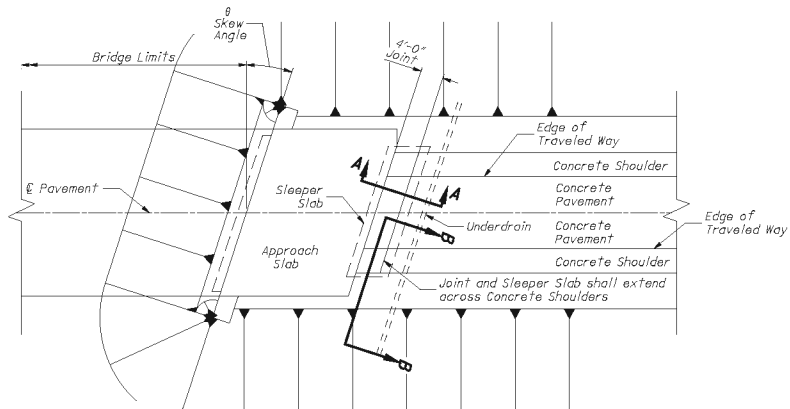 θ
Skew
Angle
Bridge Limits
4'-0"
Joint
Edge of
Traveled Way
Concrete Shoulder
A
A
Concrete
Pavement
℄ Pavement
Sleeper
Slab
Underdrain
Concrete
Pavement
Edge of
Traveled Way
B
Approach
Slab
Concrete Shoulder
Joint and Sleeper Slab shall extend
across Concrete Shoulders
B